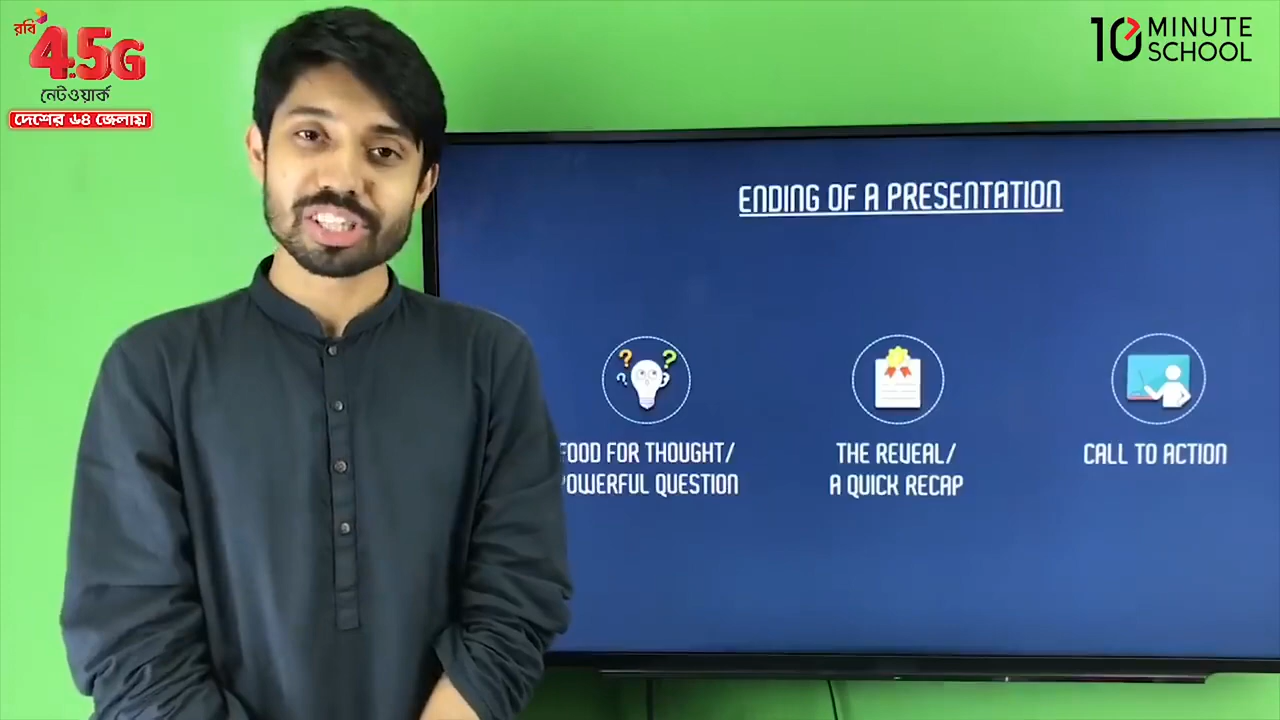 রবি
4.5G
নেটওয়ার্ক
দেশের ৬৪ জেলায়
10 MINUTE
SCHOOL
ENDING OF A PRESENTATION
FOOD FOR THOUGHT/
POWERFUL QUESTION
THE REVEAL/
A QUICK RECAP
CALL TO ACTION